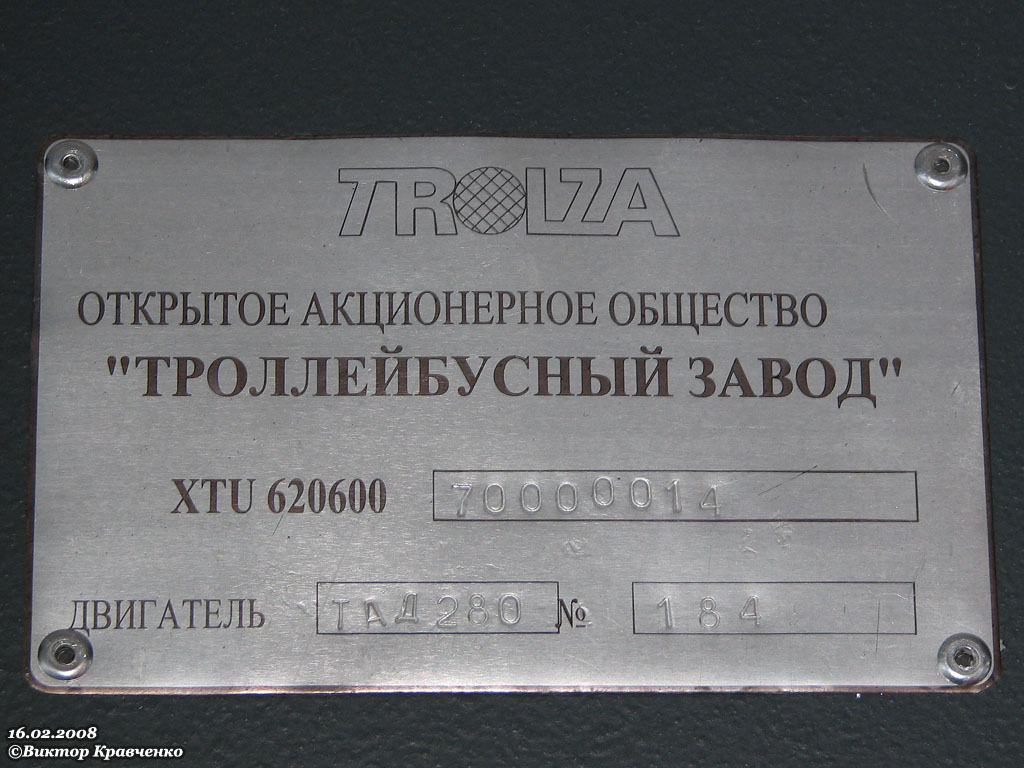 TROLZA
ОТКРЫТОЕ АКЦИОНЕРНОЕ ОБЩЕСТВО
"ТРОЛЛЕЙБУСНЫЙ ЗАВОД"
XTU 620600 70000014
ДВИГАТЕЛЬ ТАД280 № 184
16.02.2008
©Виктор Кравченко